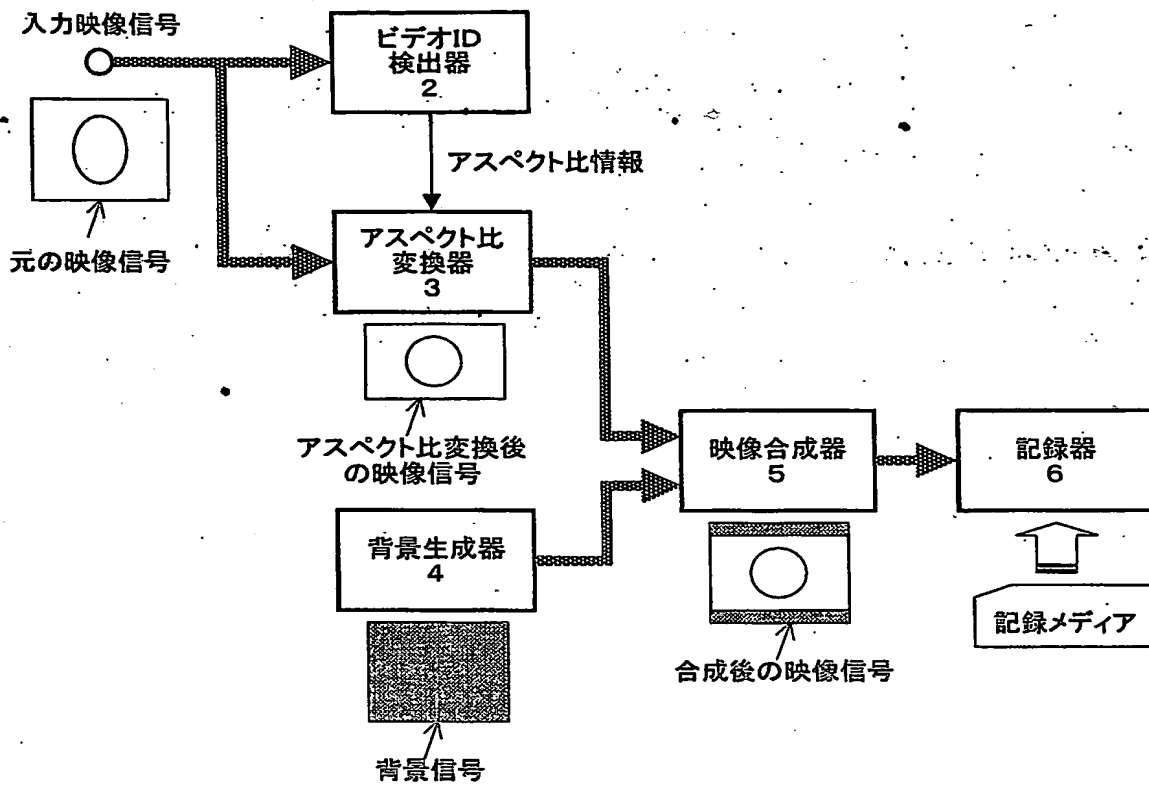 入力映像信号
ビデオID
検出器
2
アスペクト比情報
元の映像信号
アスペクト比
変換器
3
アスペクト比変換後
の映像信号
映像合成器
5
記録器
6
背景生成器
4
記録メディア
合成後の映像信号
背景信号